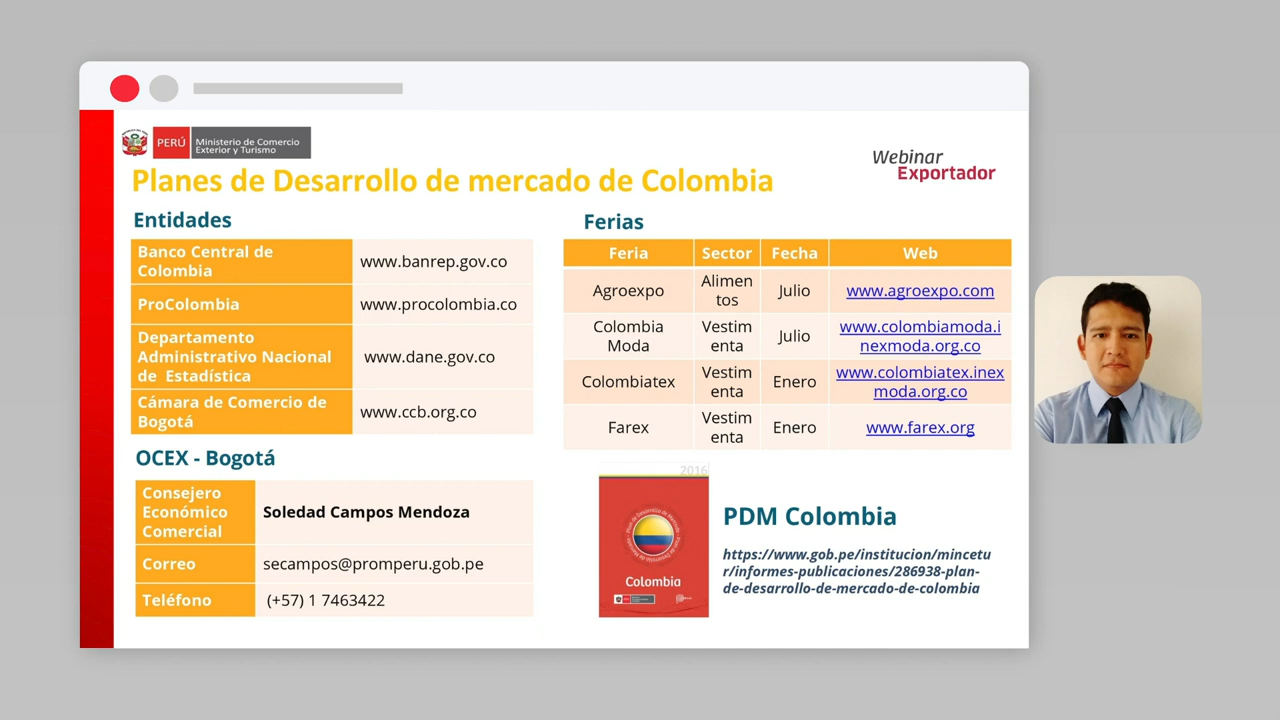 PERÚ
Ministerio de Comercio
Exterior y Turismo
Webinar
Exportador
Planes de Desarrollo de mercado de Colombia
Entidades
Banco Central de
Colombia
www.banrep.gov.co
ProColombia
www.procolombia.co
Departamento
Administrativo Nacional
de Estadística
www.dane.gov.co
Cámara de Comercio de
Bogotá
www.ccb.org.co
OCEX - Bogotá
Consejero
Económico
Comercial
Soledad Campos Mendoza
Correo
secampos@promperu.gob.pe
Teléfono
(+57) 1 7463422
Ferias
Feria
Sector
Fecha
Web
Agroexpo
Alimen
tos
Julio
www.agroexpo.com
Colombia
Moda
Vestim
enta
Julio
www.colombiamoda.i
nexmoda.org.co
Colombiatex
Vestim
enta
Enero
www.colombiatex.inex
moda.org.co
Farex
Vestim
enta
Enero
www.farex.org
2016
Plan de Desarrollo de Mercado
Colombia
PDM Colombia
https://www.gob.pe/institucion/mincetu
r/informes-publicaciones/286938-plan-
de-desarrollo-de-mercado-de-colombia